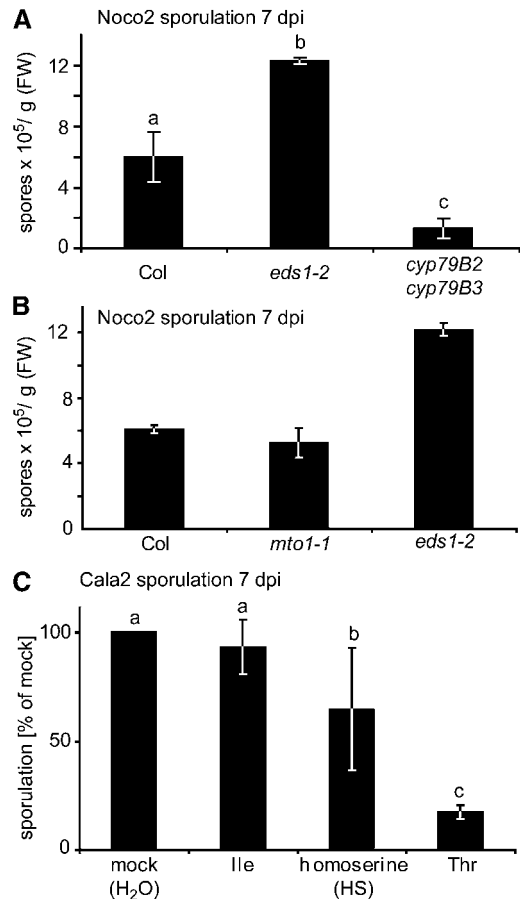 A Noco2 sporulation 7 dpi
spores x 10⁵/ g (FW)
12
8
4
0
a
b
c
Col
eds1-2
cyp79B2
cyp79B3
B Noco2 sporulation 7 dpi
spores x 10⁵/ g (FW)
12
8
4
0
Col
mto1-1
eds1-2
C Cala2 sporulation 7 dpi
sporulation [% of mock]
100
50
0
a
a
b
c
mock
(H₂O)
Ile
homoserine
(HS)
Thr